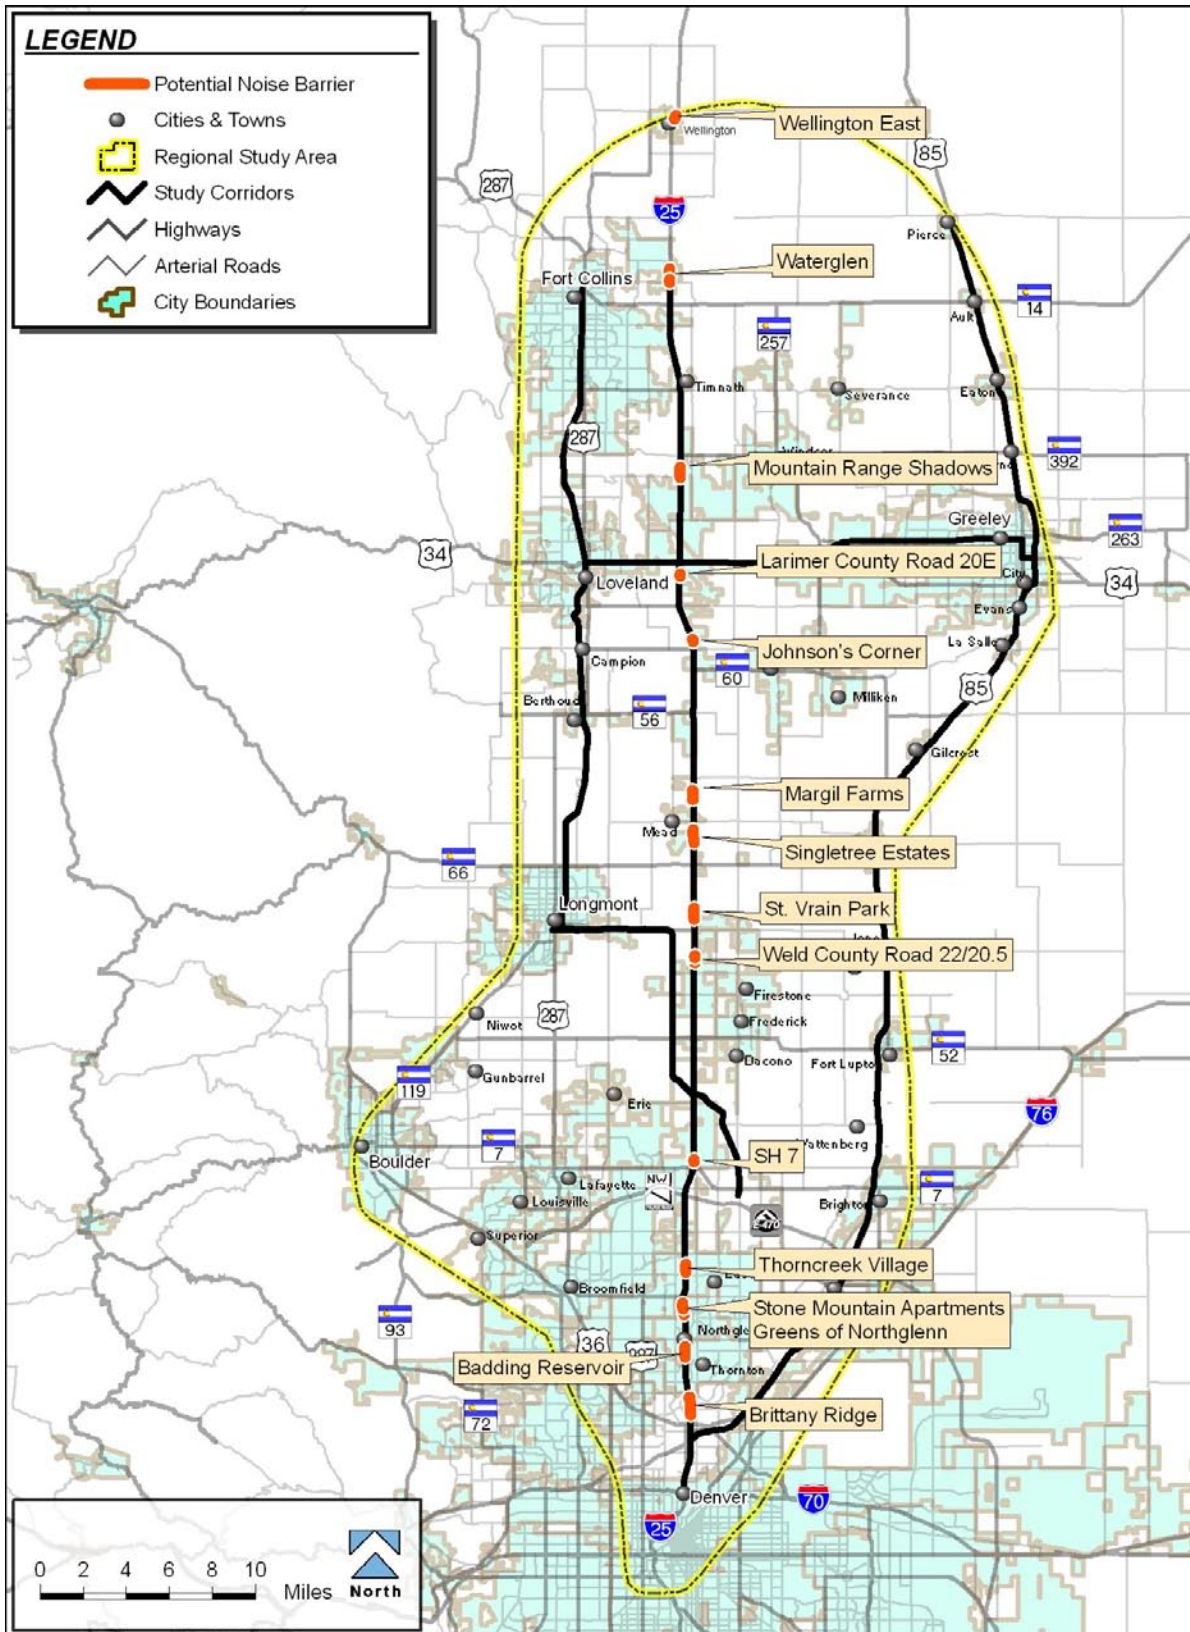 LEGEND
Potential Noise Barrier
Cities & Towns
Regional Study Area
Study Corridors
Highways
Arterial Roads
City Boundaries
Wellington
Wellington East
85
287
25
Pierce
Waterglen
Fort Collins
14
Ault
257
Timnath
Severance
Eaton
287
392
Mountain Range Shadows
Greeley
263
34
Larimer County Road 20E
Loveland
City
34
Evans
Johnson's Corner
La Salle
Campion
60
85
Milliken
Berthoud
56
Gilcrest
Margil Farms
Mead
Singletree Estates
66
Longmont
St. Vrain Park
Weld County Road 22/20.5
Firestone
Niwot
287
Frederick
52
Dacono
Fort Lupto
Gunbarrel
119
Erie
76
Wattenberg
7
Boulder
SH 7
Lafayette
NW
7
Louisville
Brighton
E470
Superior
Thorncreek Village
Broomfield
Stone Mountain Apartments
Greens of Northglenn
93
36
Northgle
Badding Reservoir
Thornton
72
Brittany Ridge
Denver
70
25
0 2 4 6 8 10
Miles
North